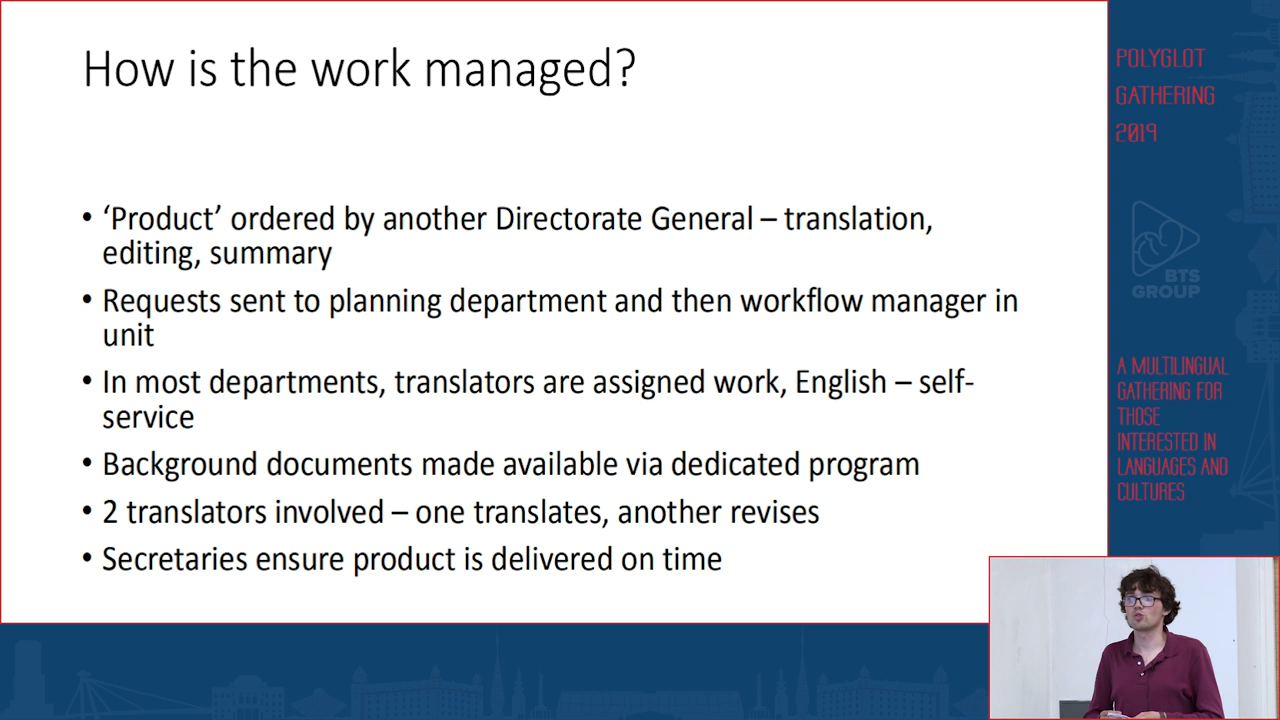 How is the work managed?
• ‘Product’ ordered by another Directorate General – translation,
editing, summary
• Requests sent to planning department and then workflow manager in
unit
• In most departments, translators are assigned work, English – self-
service
• Background documents made available via dedicated program
• 2 translators involved – one translates, another revises
• Secretaries ensure product is delivered on time
POLYGLOT
GATHERING
2019
BTS
GROUP
A MULTILINGUAL
GATHERING FOR
THOSE
INTERESTED IN
LANGUAGES AND
CULTURES